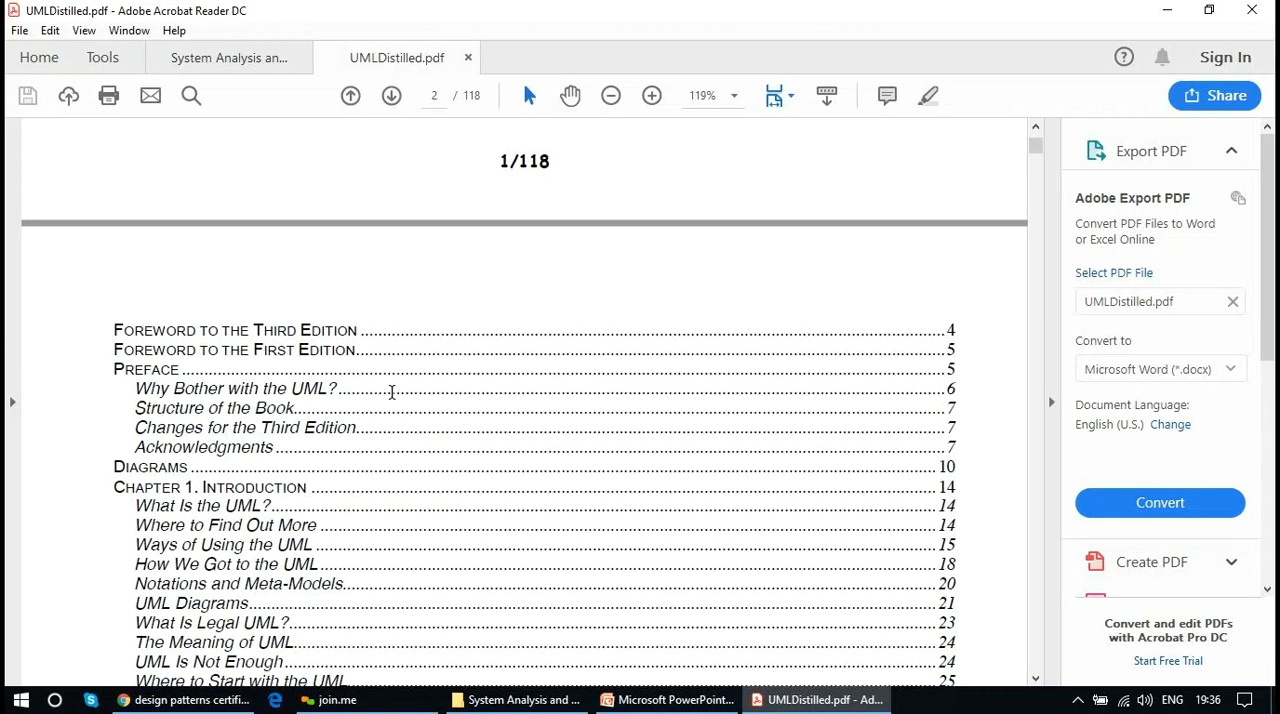 UMLDistilled.pdf - Adobe Acrobat Reader DC
File Edit View Window Help
Home Tools System Analysis an... UMLDistilled.pdf × Sign In
2 / 118 119% Share
1/118
FOREWORD TO THE THIRD EDITION 4
FOREWORD TO THE FIRST EDITION 5
PREFACE 5
Why Bother with the UML? 6
Structure of the Book 7
Changes for the Third Edition 7
Acknowledgments 7
DIAGRAMS 10
CHAPTER 1. INTRODUCTION 14
What Is the UML? 14
Where to Find Out More 14
Ways of Using the UML 15
How We Got to the UML 18
Notations and Meta-Models 20
UML Diagrams 21
What Is Legal UML? 23
The Meaning of UML 24
UML Is Not Enough 24
Where to Start with the UML 25
Export PDF
Adobe Export PDF
Convert PDF Files to Word
or Excel Online
Select PDF File
UMLDistilled.pdf
Convert to
Microsoft Word (*.docx)
Document Language:
English (U.S.) Change
Convert
Create PDF
Convert and edit PDFs
with Acrobat Pro DC
Start Free Trial
design patterns certifi... join.me System Analysis and ... Microsoft PowerPoint... UMLDistilled.pdf - Ad... ENG 19:36